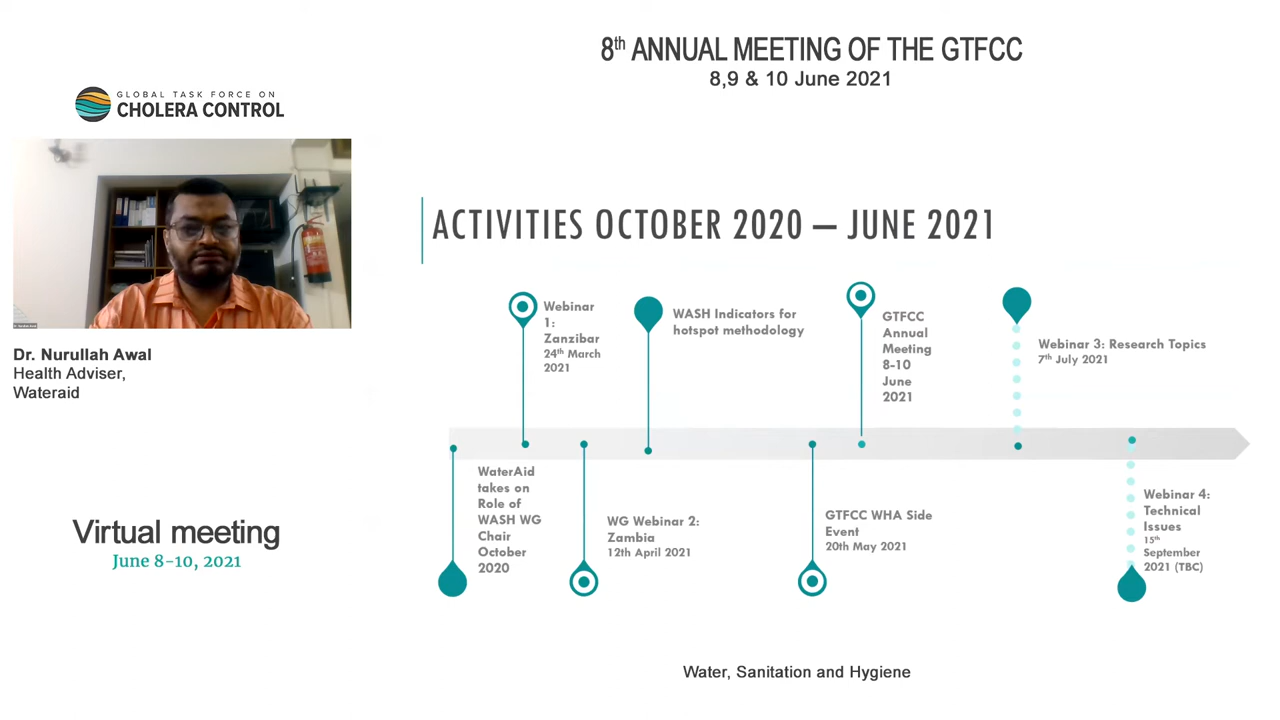 8th ANNUAL MEETING OF THE GTFCC
8,9 & 10 June 2021
GLOBAL TASK FORCE ON
CHOLERA CONTROL
Dr. Nurullah Awal
Health Adviser,
Wateraid
Virtual meeting
June 8-10, 2021
ACTIVITIES OCTOBER 2020 – JUNE 2021
Webinar
1:
Zanzibar
24th March
2021
WASH Indicators for
hotspot methodology
GTFCC
Annual
Meeting
8-10
June
2021
Webinar 3: Research Topics
7th July 2021
WaterAid
takes on
Role of
WASH WG
Chair
October
2020
WG Webinar 2:
Zambia
12th April 2021
GTFCC WHA Side
Event
20th May 2021
Webinar 4:
Technical
Issues
15th
September
2021 (TBC)
Water, Sanitation and Hygiene